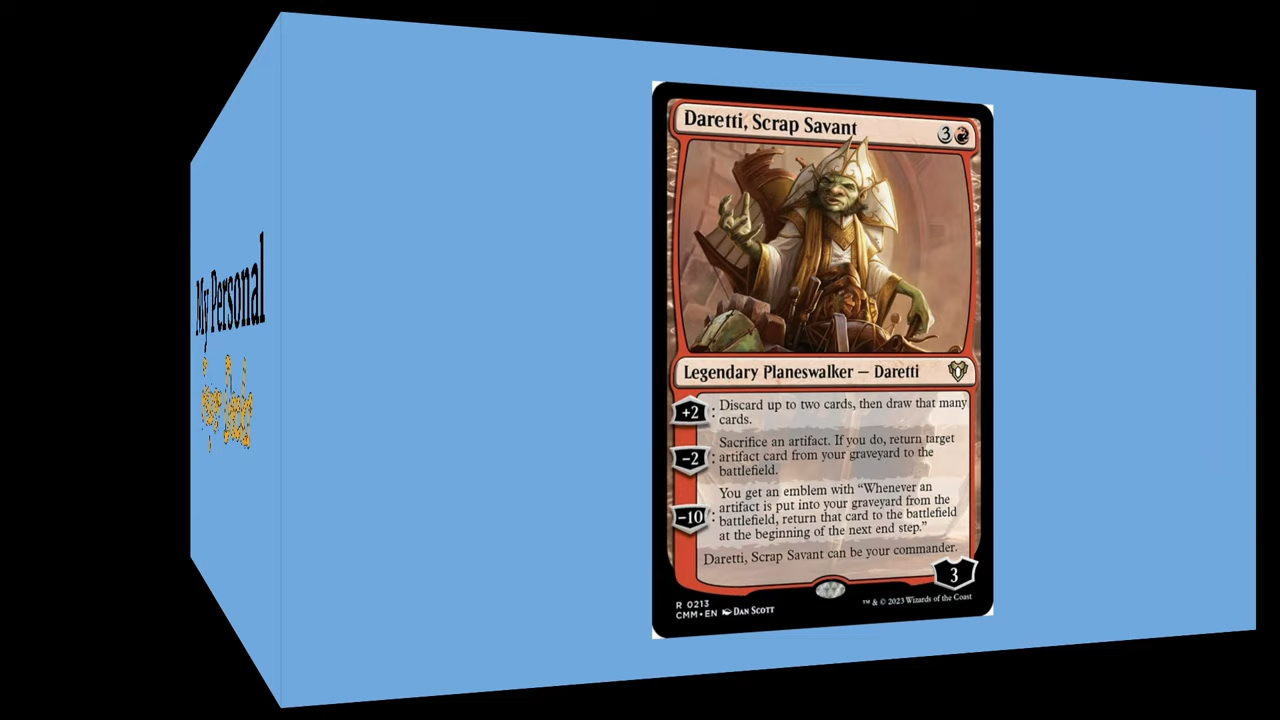 My Personal
Daretti, Scrap Savant
3
Legendary Planeswalker — Daretti
+2: Discard up to two cards, then draw that many
cards.
−2: Sacrifice an artifact. If you do, return target
artifact card from your graveyard to the
battlefield.
−10: You get an emblem with “Whenever an
artifact is put into your graveyard from the
battlefield, return that card to the battlefield
at the beginning of the next end step.”
Daretti, Scrap Savant can be your commander.
3
R 0213
CMM • EN DAN SCOTT
™ & © 2023 Wizards of the Coast